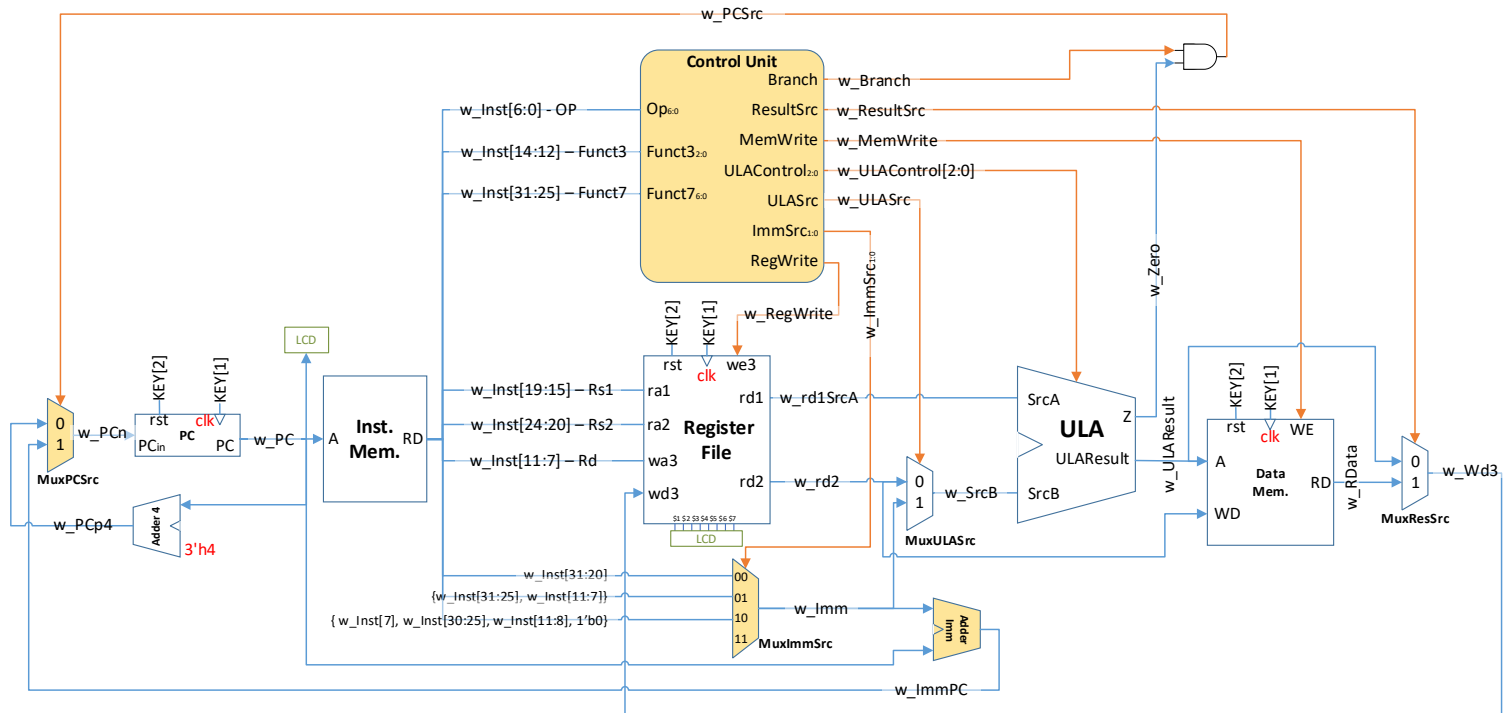 w_PCSrc
Control Unit
Branch
w_Branch
w_Inst[6:0] - OP
Op6:0
ResultSrc
w_ResultSrc
MemWrite
w_MemWrite
w_Inst[14:12] – Funct3
Funct32:0
ULAControl2:0
w_ULAControl[2:0]
w_Inst[31:25] – Funct7
Funct76:0
ULASrc
w_ULASrc
ImmSrc1:0
RegWrite
w_ImmSrc1:0
w_Zero
w_RegWrite
LCD
KEY[2]
KEY[1]
rst
clk
we3
KEY[2]
KEY[1]
rst
clk
PC
PCin
PC
0
1
MuxPCSrc
w_PCn
w_PC
A
Inst.
Mem.
RD
w_Inst[19:15] – Rs1
w_Inst[24:20] – Rs2
w_Inst[11:7] – Rd
ra1
ra2
wa3
wd3
Register
File
rd1
rd2
w_rd1SrcA
w_rd2
$1 $2 $3 $4 $5 $6 $7
LCD
0
1
MuxULASrc
w_SrcB
SrcA
SrcB
ULA
Z
ULAResult
w_ULAResult
KEY[2]
KEY[1]
rst
clk
WE
A
Data
Mem.
RD
WD
w_RData
0
1
MuxResSrc
w_Wd3
w_PCp4
Adder 4
3'h4
w_Inst[31:20]
{w_Inst[31:25], w_Inst[11:7]}
{ w_Inst[7], w_Inst[30:25], w_Inst[11:8], 1'b0}
00
01
10
11
MuxImmSrc
w_Imm
Adder
Imm
w_ImmPC